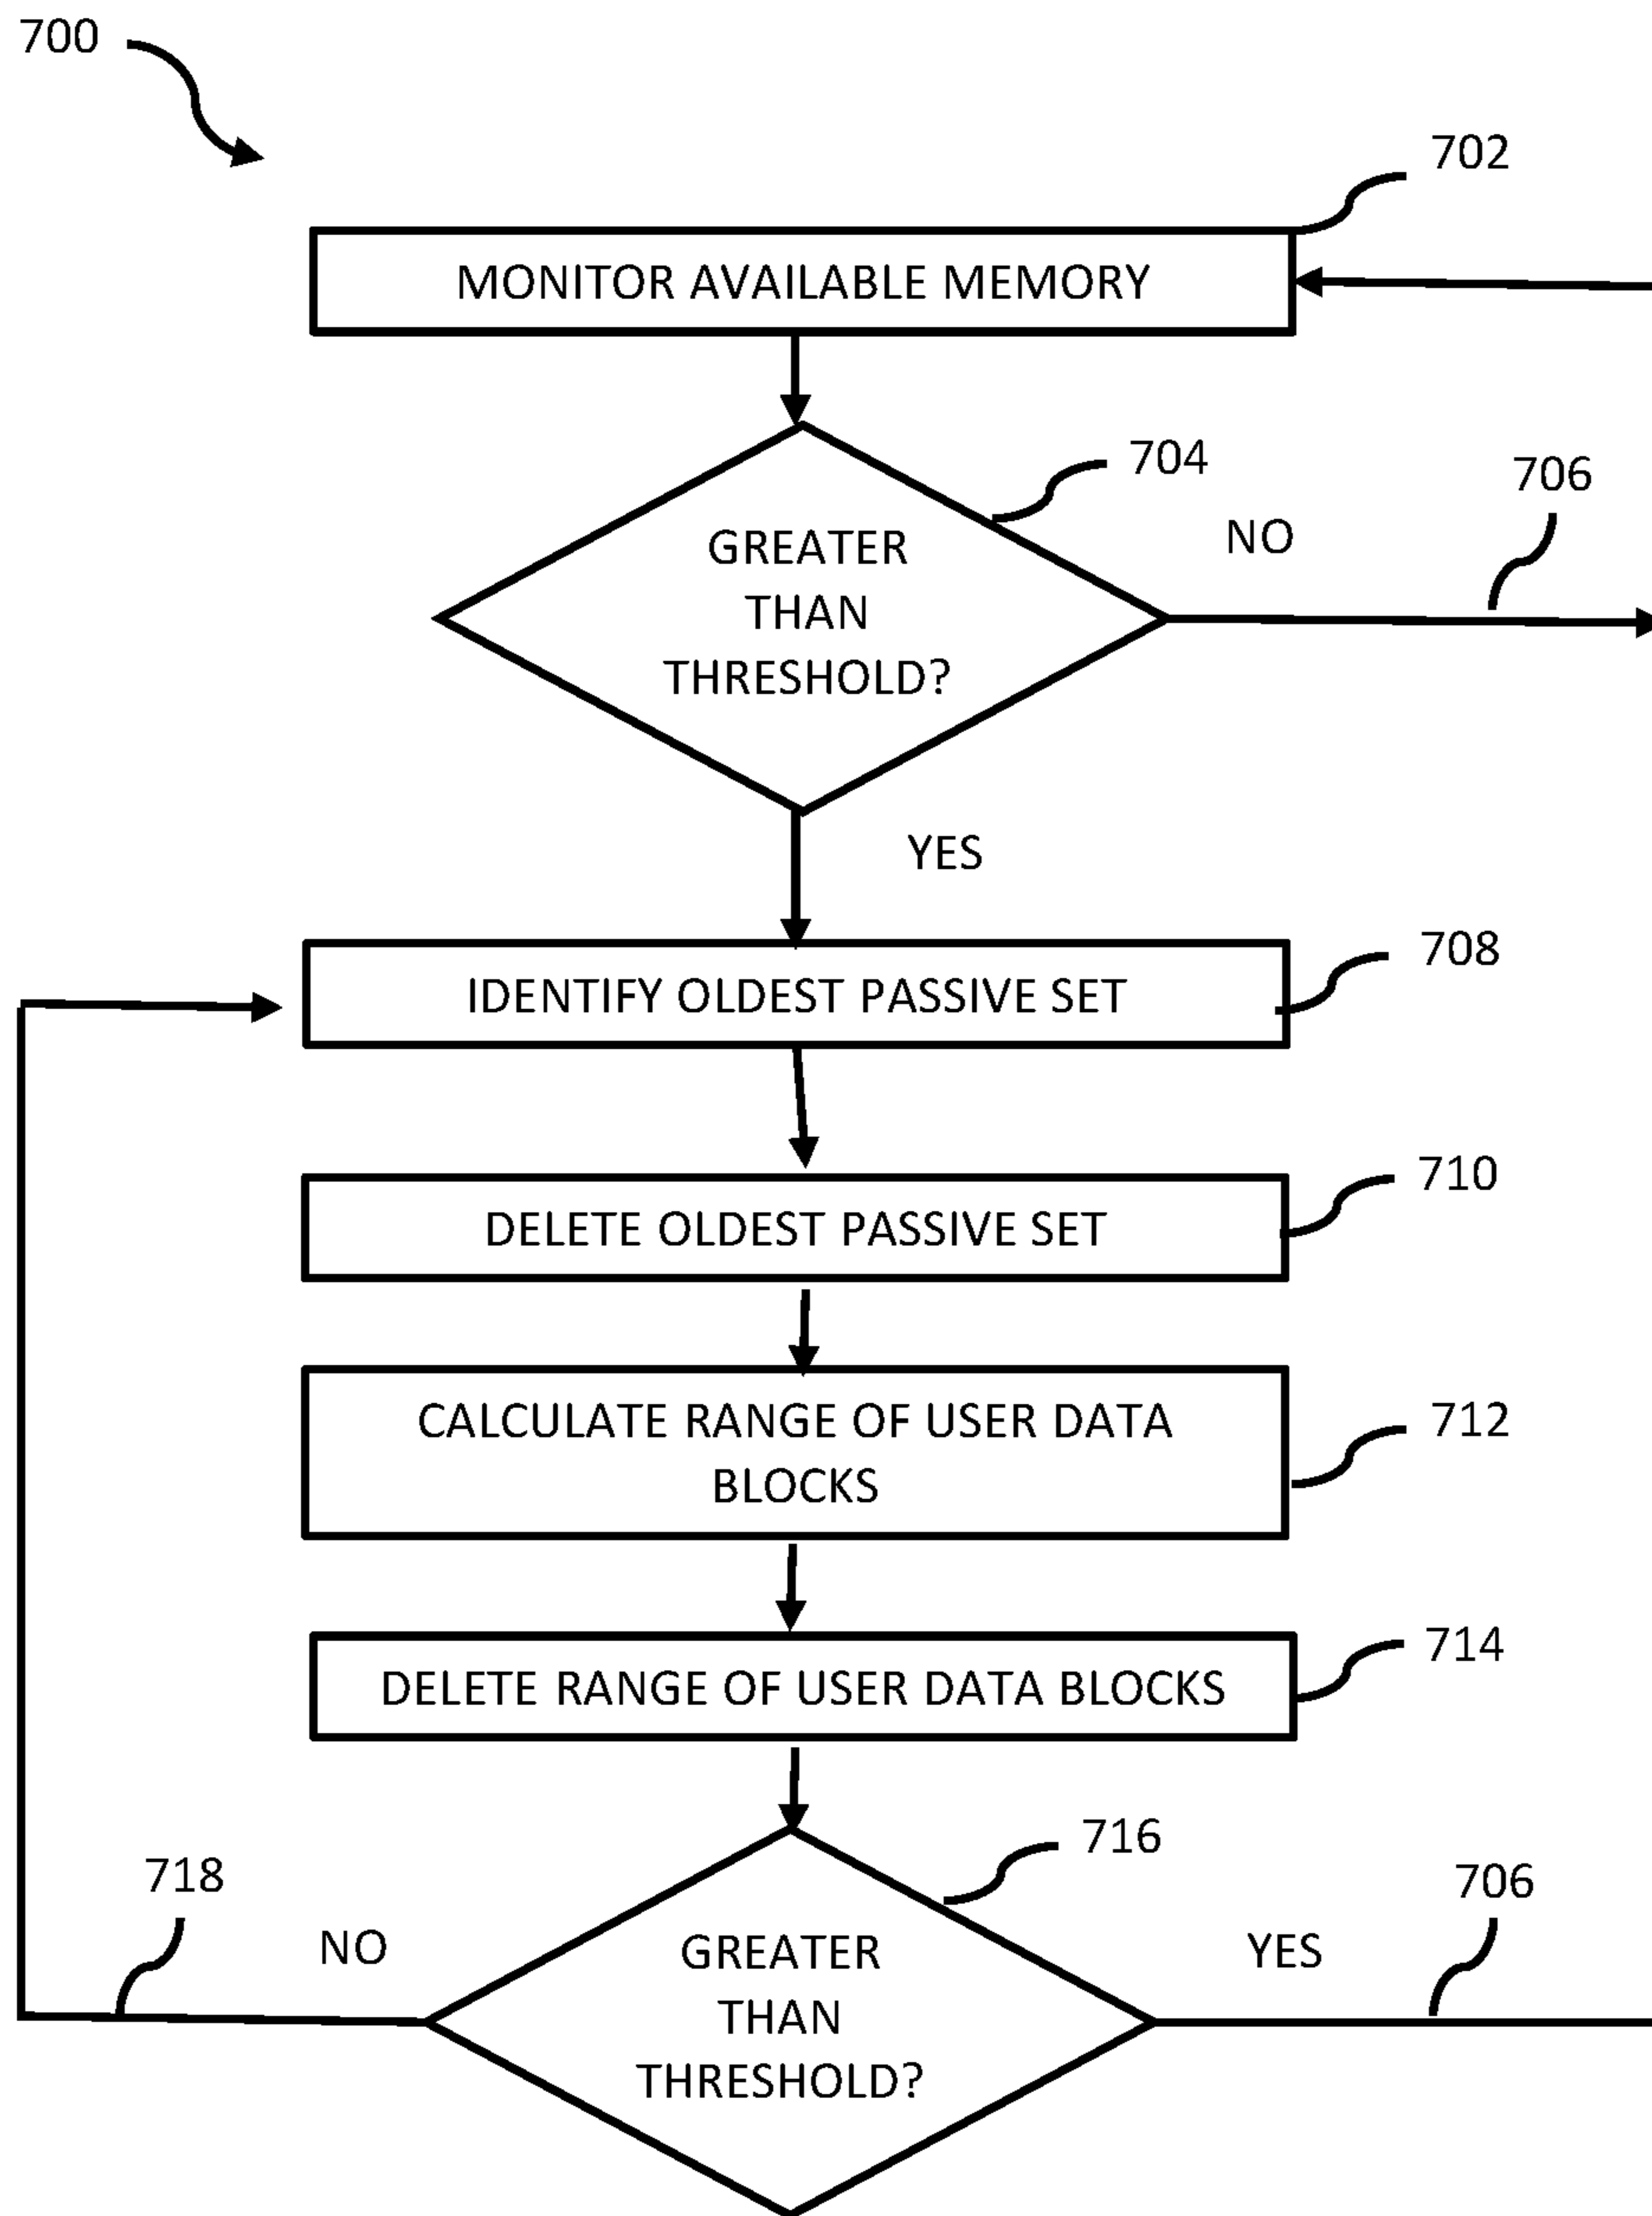 700
702
MONITOR AVAILABLE MEMORY
704
706
NO
GREATER
THAN
THRESHOLD?
YES
708
IDENTIFY OLDEST PASSIVE SET
710
DELETE OLDEST PASSIVE SET
712
CALCULATE RANGE OF USER DATA
BLOCKS
714
DELETE RANGE OF USER DATA BLOCKS
716
718
706
NO
YES
GREATER
THAN
THRESHOLD?